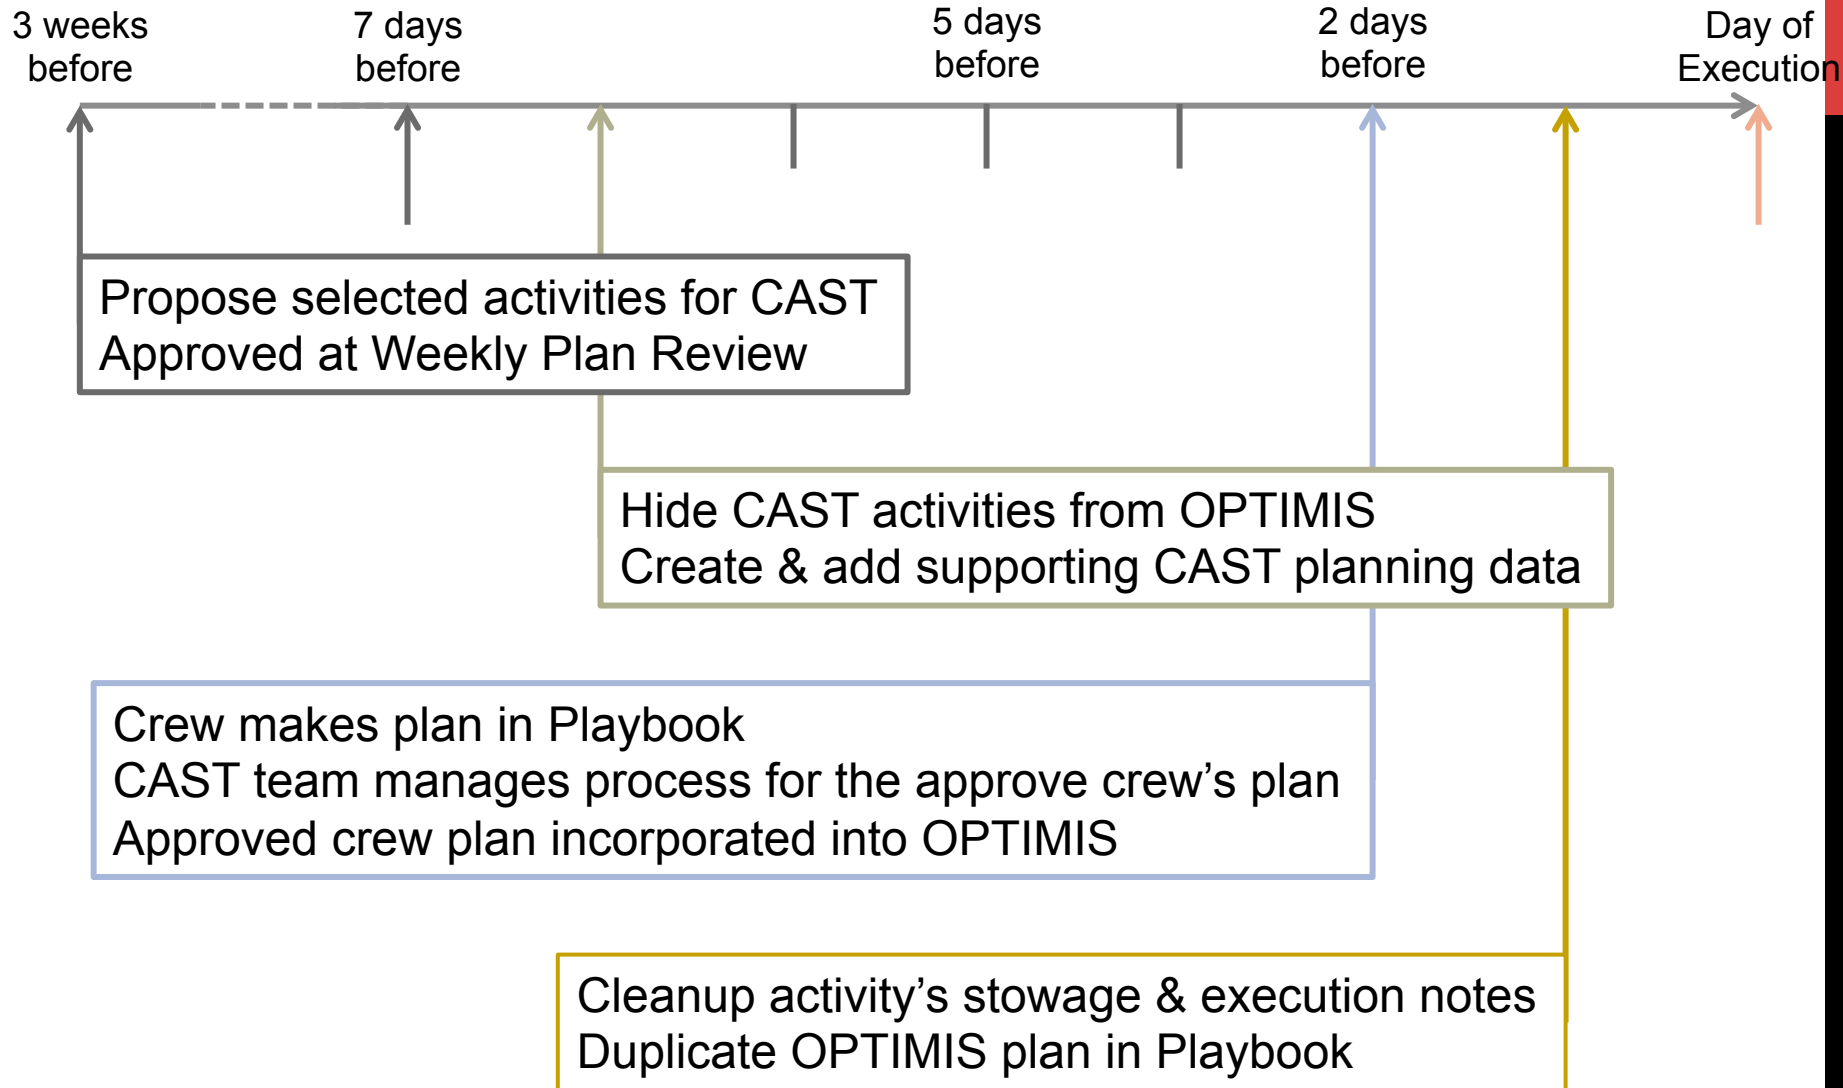 3 weeks
before
7 days
before
5 days
before
2 days
before
Day of
Execution
Propose selected activities for CAST
Approved at Weekly Plan Review
Hide CAST activities from OPTIMIS
Create & add supporting CAST planning data
Crew makes plan in Playbook
CAST team manages process for the approve crew's plan
Approved crew plan incorporated into OPTIMIS
Cleanup activity's stowage & execution notes
Duplicate OPTIMIS plan in Playbook